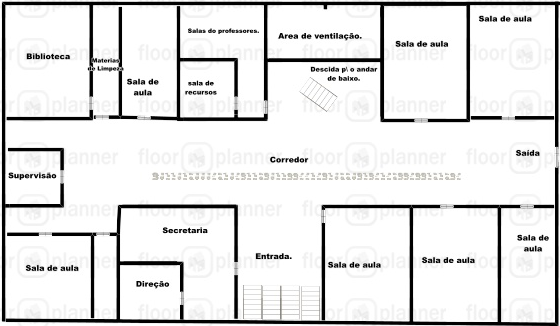 Biblioteca
Materias
de Limpeza
Sala de
aula
Salas do professores.
sala de
recursos
Area de ventilação.
Descida p\ o andar
de baixo.
Sala de aula
Sala de aula
Corredor
Saída
Supervisão
Sala de aula
Secretaria
Direção
Entrada.
Sala de aula
Sala de aula
Sala de
aula
floorplanner